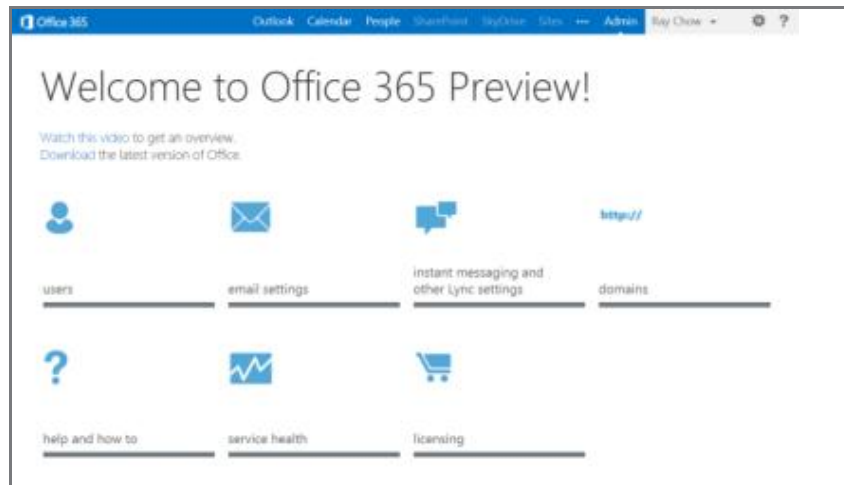 Office 365 Outlook Calendar People SharePoint SkyDrive Sites ••• Admin Ray Chow ?
Welcome to Office 365 Preview!
Watch this video to get an overview.
Download the latest version of Office.
http://
users
email settings
instant messaging and
other Lync settings
domains
?
help and how to
service health
licensing